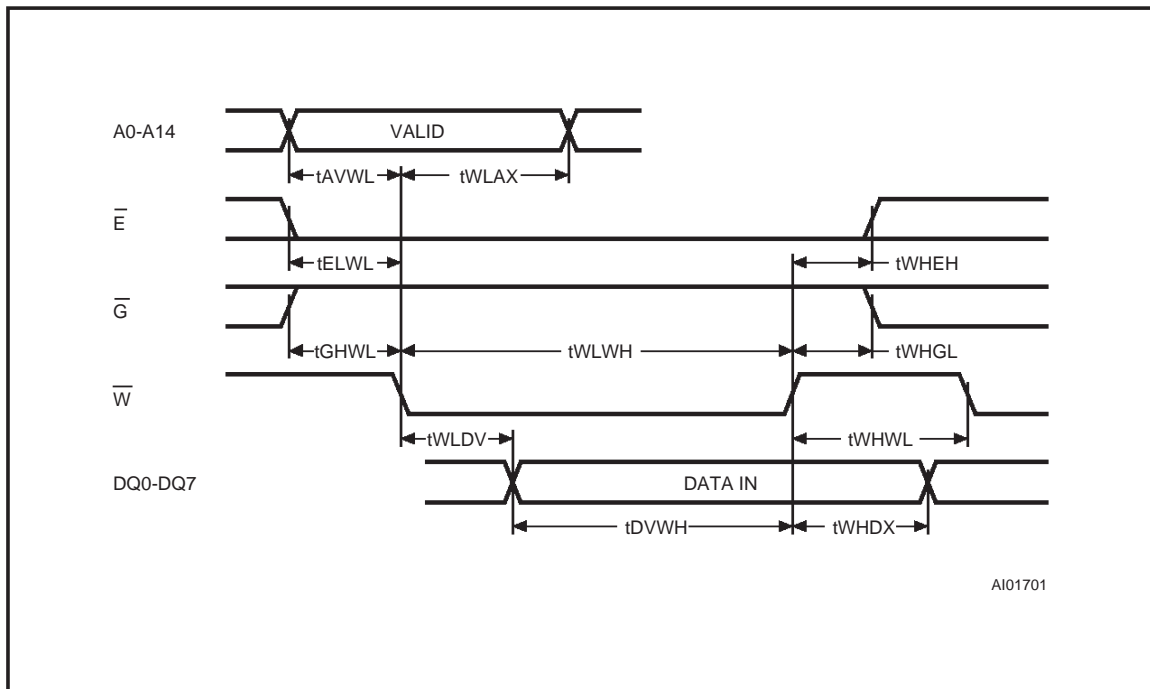 A0-A14
VALID
tAVWL
tWLAX
E̅
tELWL
tWHEH
G̅
tGHWL
tWLWH
tWHGL
W̅
tWLDV
tWHWL
DQ0-DQ7
DATA IN
tDVWH
tWHDX
AI01701